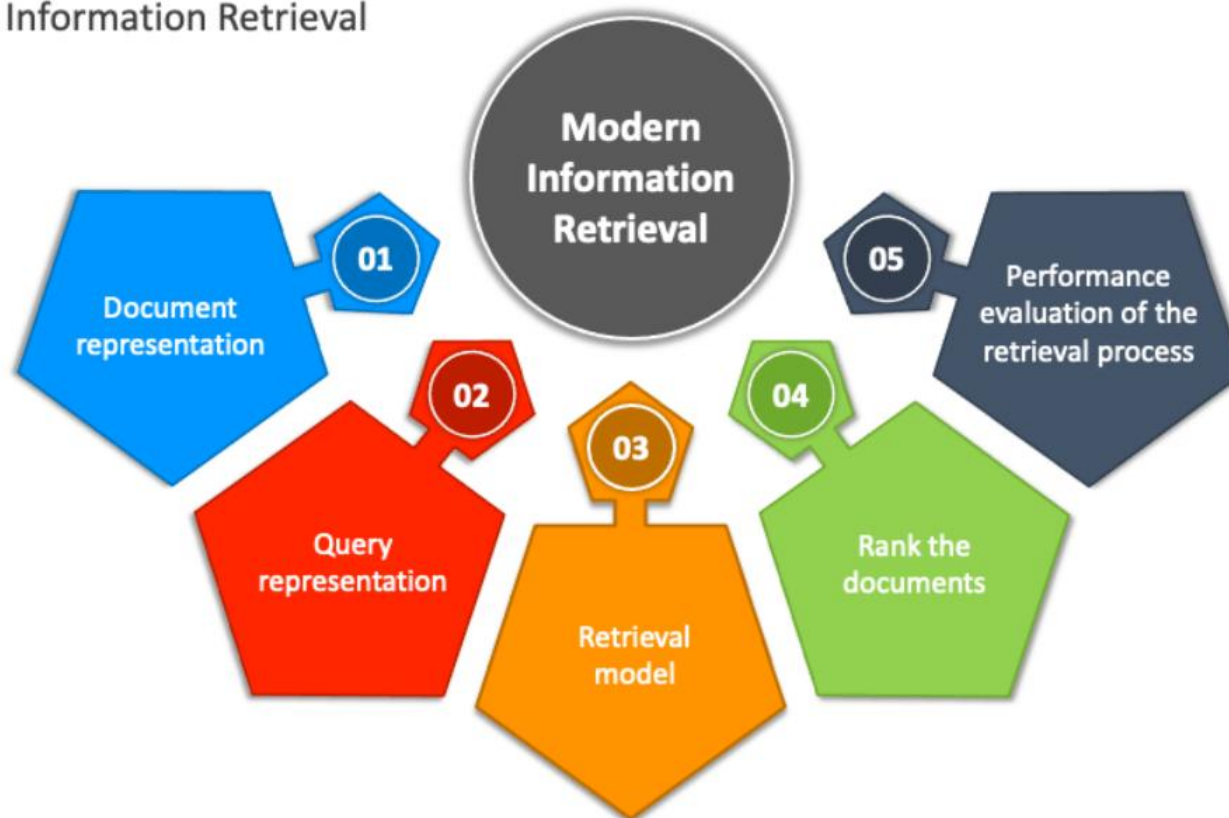 Information Retrieval
Modern
Information
Retrieval
01
Document
representation
02
Query
representation
03
Retrieval
model
04
Rank the
documents
05
Performance
evaluation of the
retrieval process